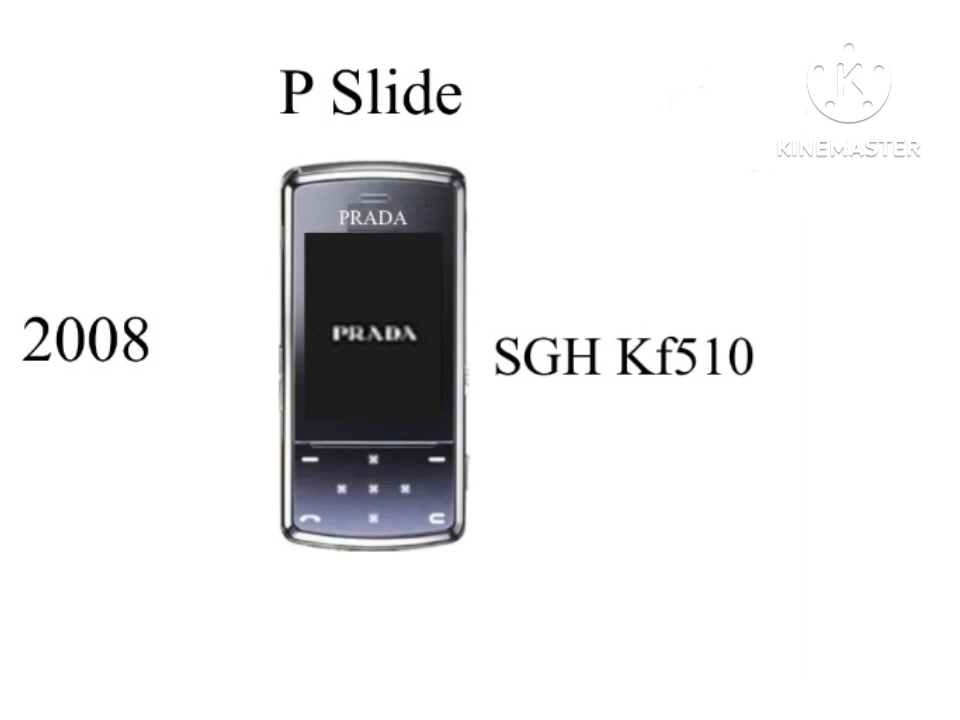 P Slide
KINEMASTER
PRADA
PRADA
2008
SGH Kf510